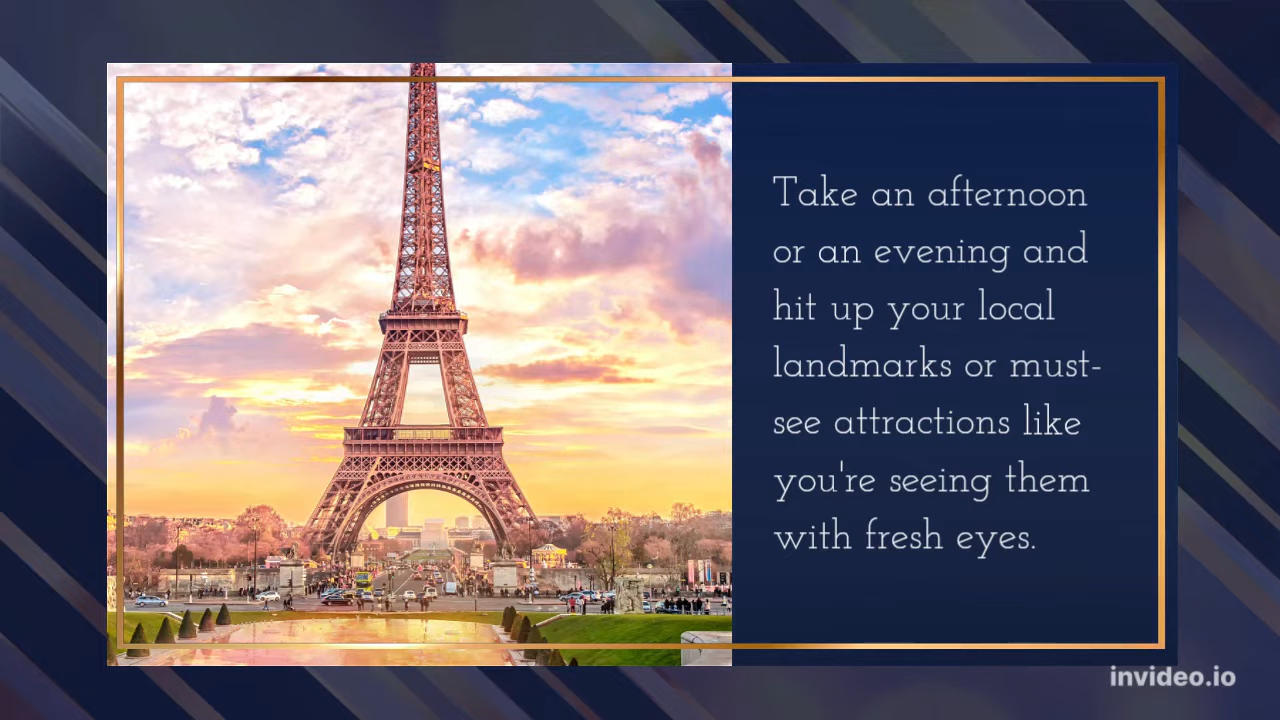 Take an afternoon
or an evening and
hit up your local
landmarks or must-
see attractions like
you're seeing them
with fresh eyes.
invideo.io